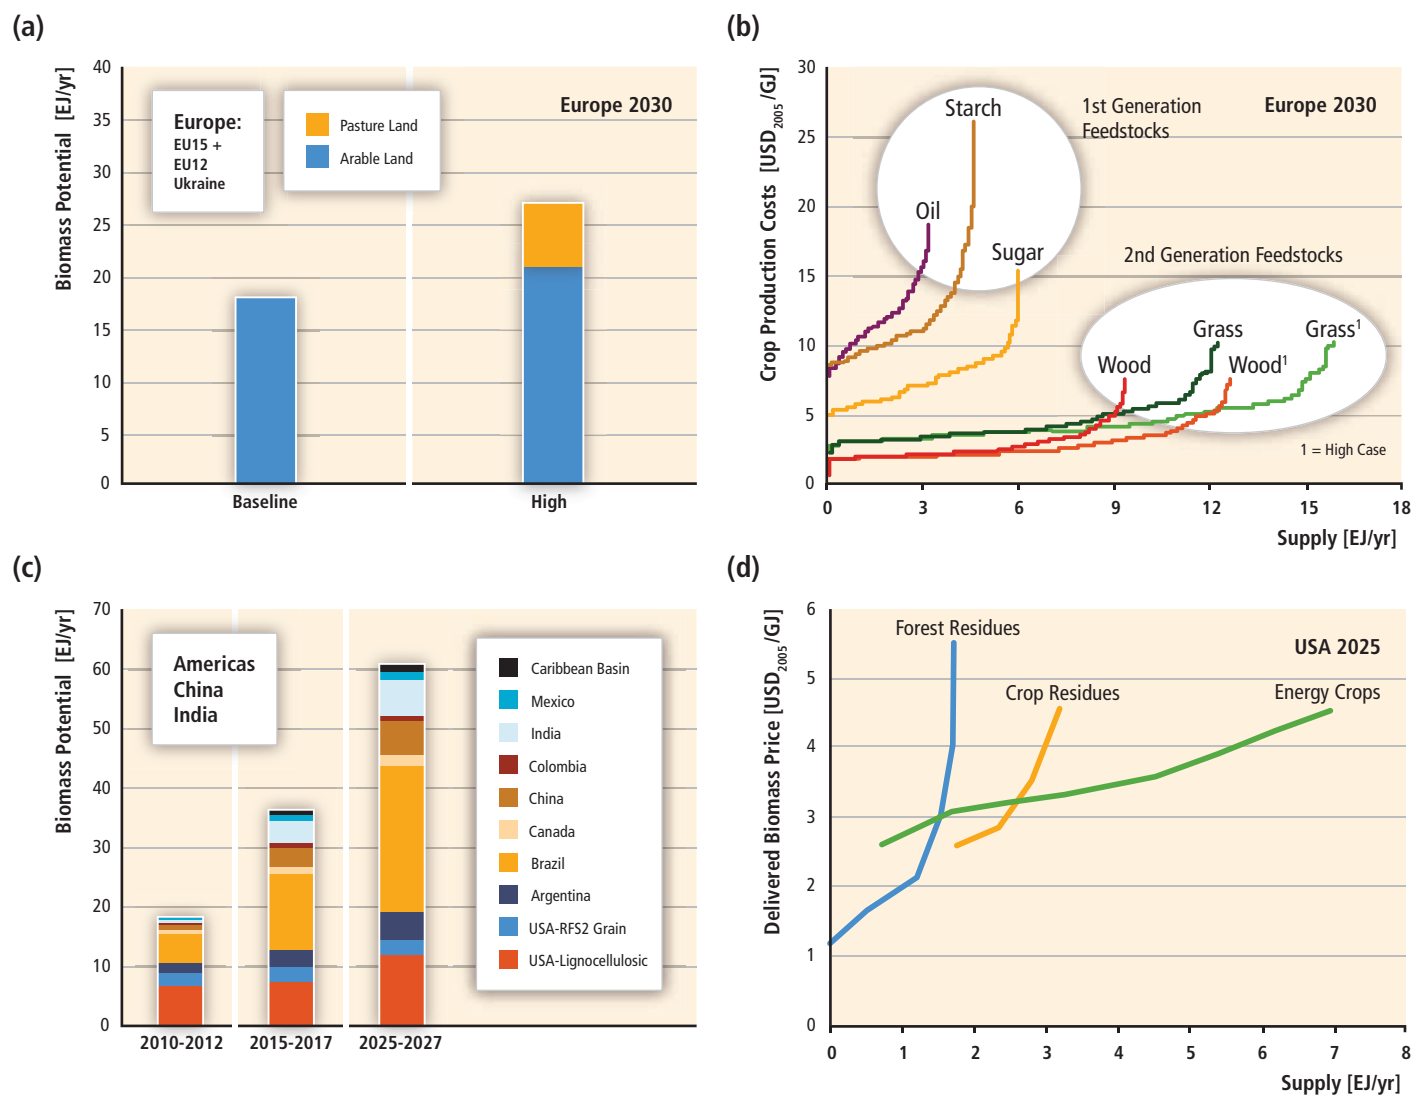 (a)
Biomass Potential [EJ/yr]
40
35
30
25
20
15
10
5
0
Europe:
EU15 +
EU12
Ukraine
Pasture Land
Arable Land
Europe 2030
Baseline
High
(b)
Crop Production Costs [USD2005/GJ]
30
25
20
15
10
5
0
Starch
1st Generation
Feedstocks
Europe 2030
Oil
Sugar
2nd Generation Feedstocks
Grass
Grass1
Wood
Wood1
1 = High Case
0
3
6
9
12
15
18
Supply [EJ/yr]
(c)
Biomass Potential [EJ/yr]
70
60
50
40
30
20
10
0
Americas
China
India
Caribbean Basin
Mexico
India
Colombia
China
Canada
Brazil
Argentina
USA-RFS2 Grain
USA-Lignocellulosic
2010-2012
2015-2017
2025-2027
(d)
Delivered Biomass Price [USD2005/GJ]
6
5
4
3
2
1
0
Forest Residues
USA 2025
Crop Residues
Energy Crops
0
1
2
3
4
5
6
7
8
Supply [EJ/yr]